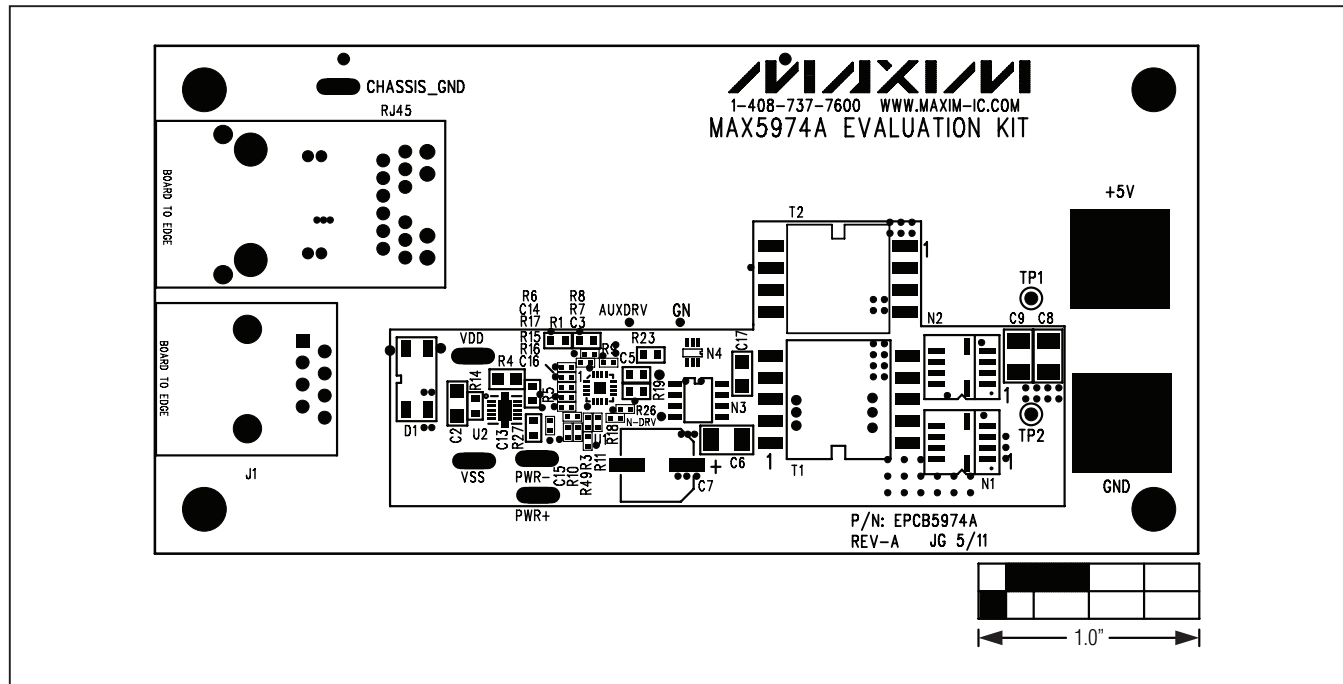 MAXIM
1-408-737-7600 WWW.MAXIM-IC.COM
MAX5974A EVALUATION KIT
CHASSIS_GND
RJ45
BOARD TO EDGE
BOARD TO EDGE
J1
+5V
T2
1
TP1
R6
C14
R17
R15
R16
C16
R8
R7
C3
R1
AUXDRV
GN
R23
N2
C9
C8
VDD
R4
R14
C5
N4
C17
1
R5
R19
D1
C2
U2
C13
R27
R26
N-DRV
R18
N3
1
TP2
VSS
PWR-
PWR+
C15
R10
R49
R3
R11
+
C7
C6
1
T1
1
N1
GND
P/N: EPCB5974A
REV-A JG 5/11
1.0"